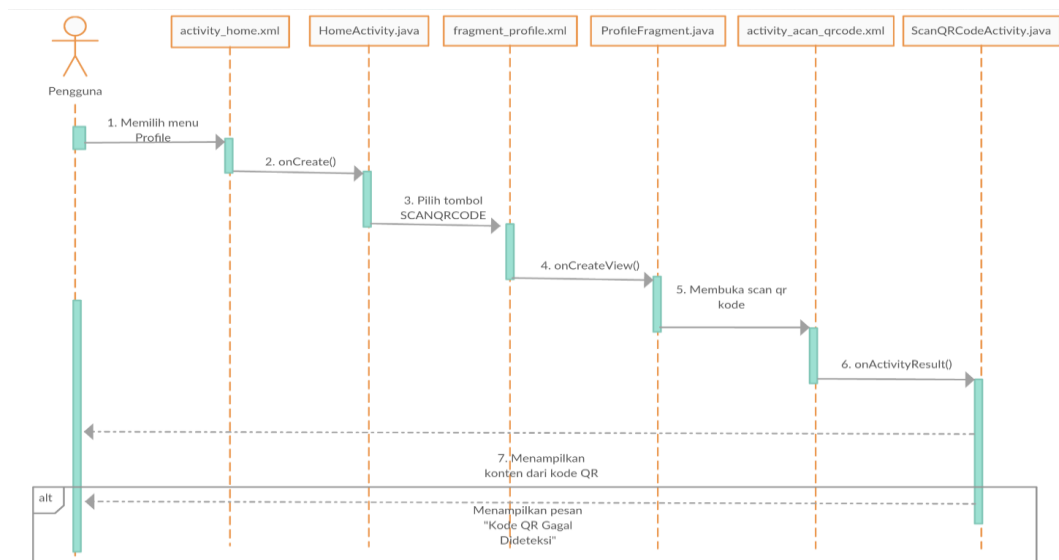 activity_home.xml
HomeActivity.java
fragment_profile.xml
ProfileFragment.java
activity_acan_qrcode.xml
ScanQRCodeActivity.java
Pengguna
1. Memilih menu
Profile
2. onCreate()
3. Pilih tombol
SCANQRCODE
4. onCreateView()
5. Membuka scan qr
kode
6. onActivityResult()
7. Menampilkan
konten dari kode QR
alt
Menampilkan pesan
"Kode QR Gagal
Dideteksi"